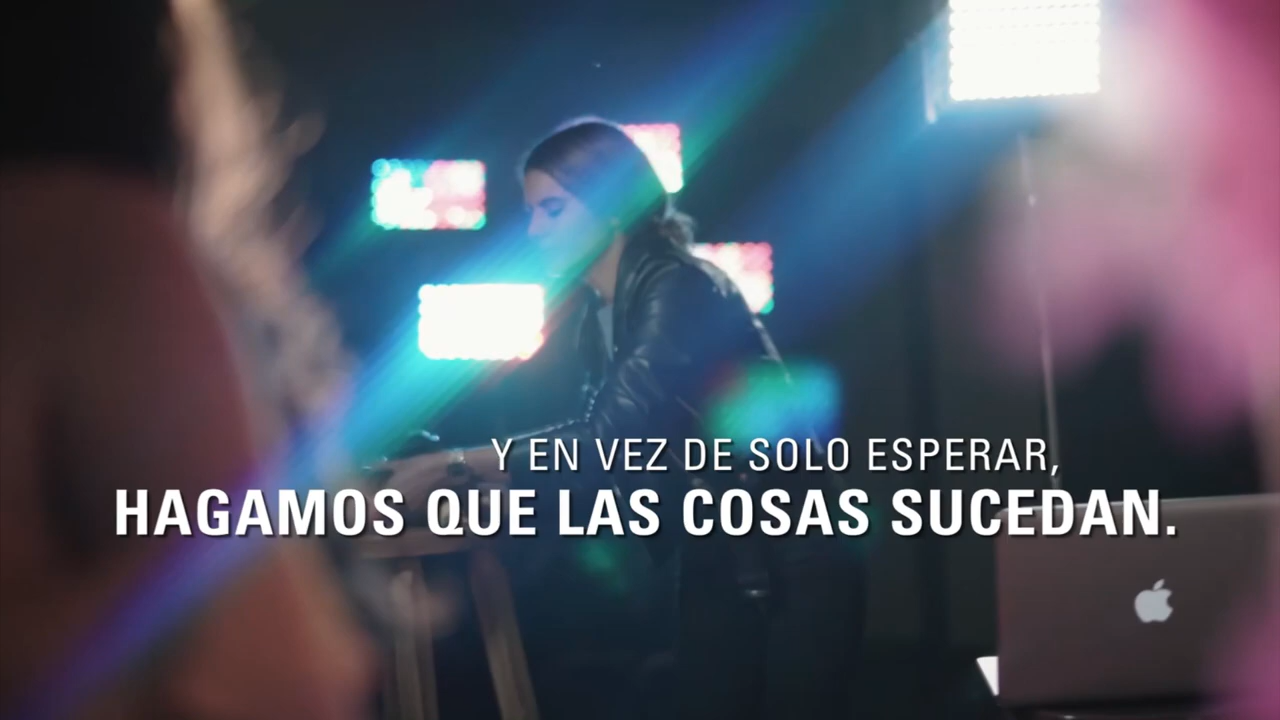 Y EN VEZ DE SOLO ESPERAR,
HAGAMOS QUE LAS COSAS SUCEDAN.